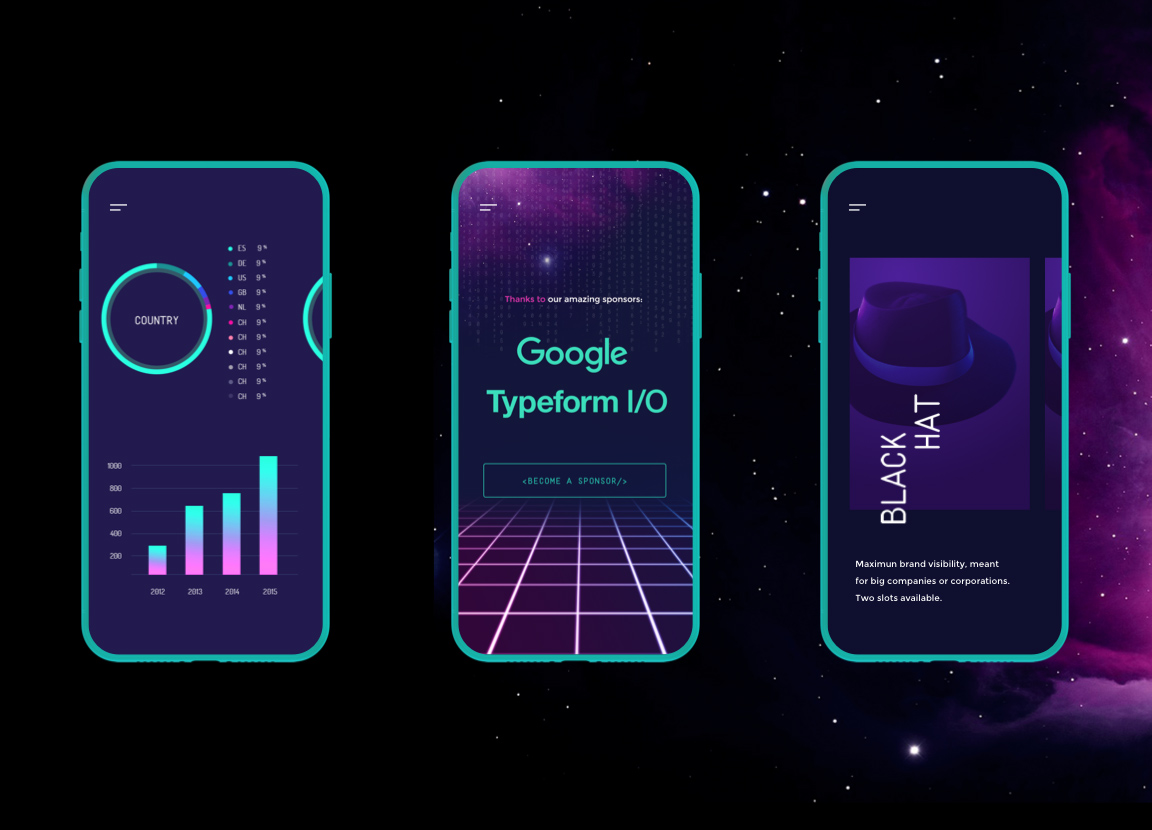 COUNTRY
ES 9%
DE 9%
US 9%
GB 9%
NL 9%
CH 9%
CH 9%
CH 9%
CH 9%
CH 9%
CH 9%
1000
800
600
400
200
2012 2013 2014 2015
Thanks to our amazing sponsors:
Google
Typeform I/O
<BECOME A SPONSOR/>
BLACK
HAT
Maximun brand visibility, meant
for big companies or corporations.
Two slots available.